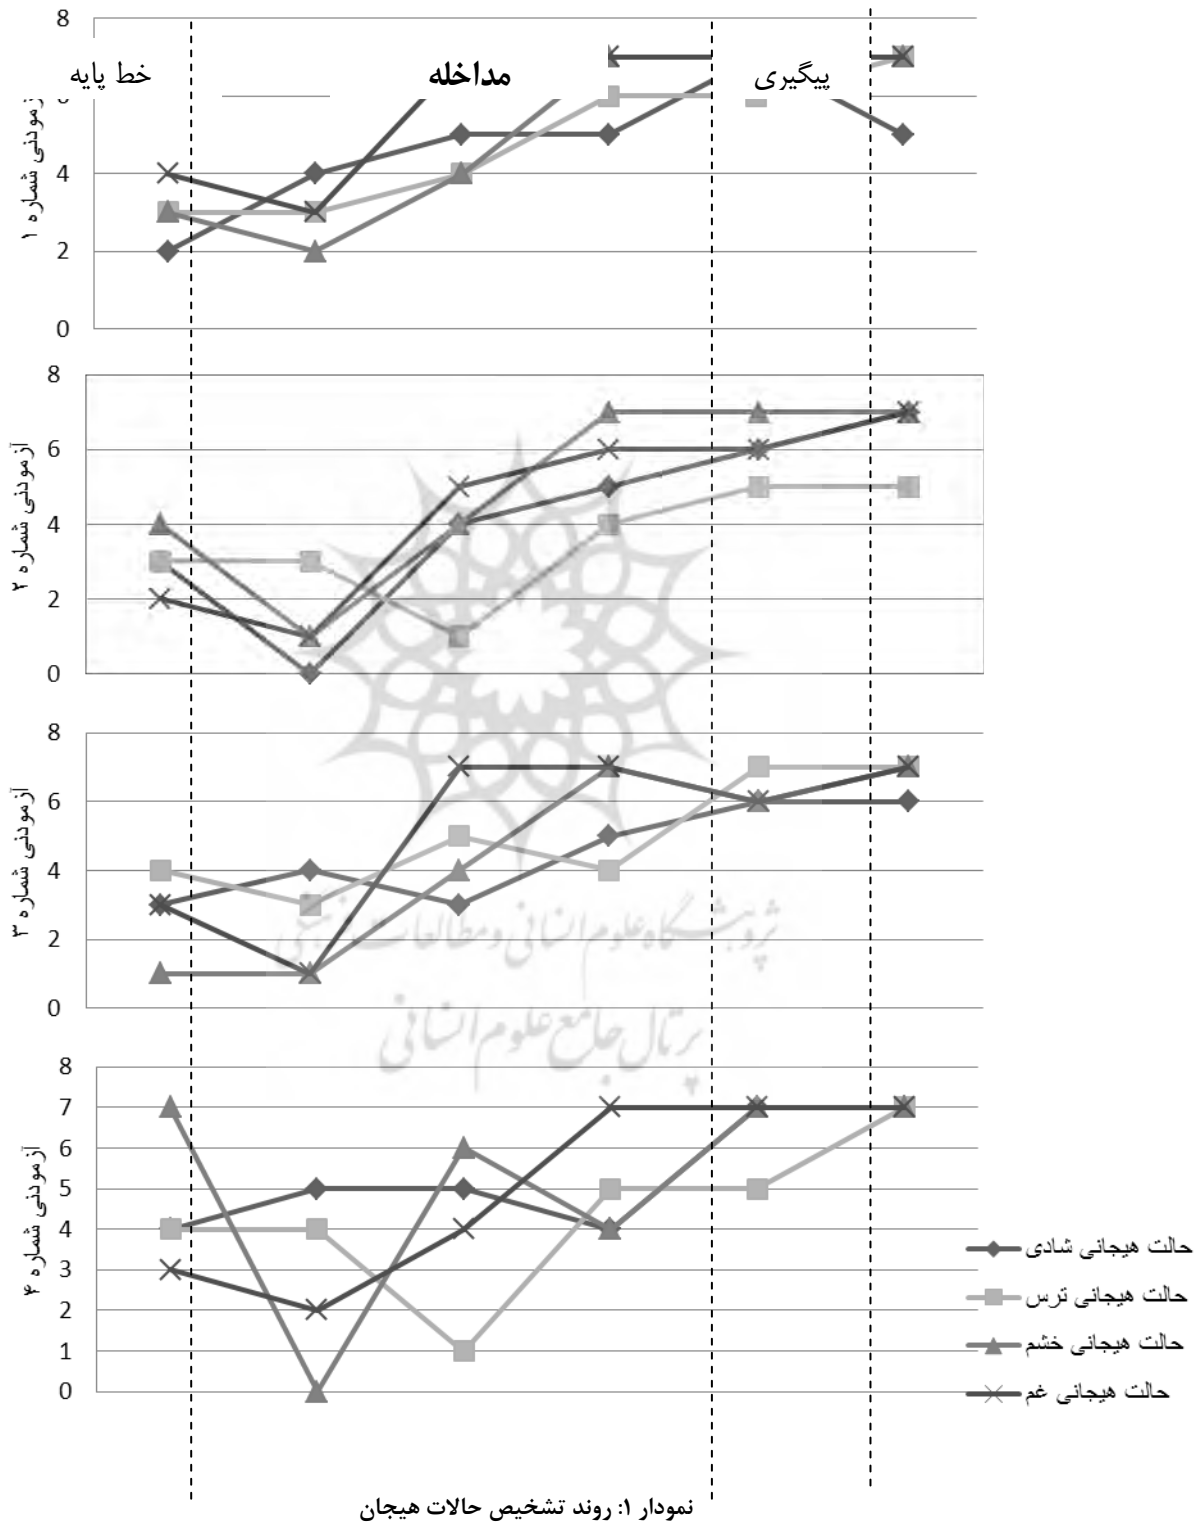 8
خط پایه
مداخله
پیگیری
6
4
2
0
آزمودنی شماره ۱
8
6
4
2
0
آزمودنی شماره ۲
8
6
4
2
0
آزمودنی شماره ۳
پژوهشگاه علوم انسانی و مطالعات فرهنگی
پرتال جامع علوم انسانی
8
7
6
5
4
3
2
1
0
آزمودنی شماره ۴
حالت هیجانی شادی
حالت هیجانی ترس
حالت هیجانی خشم
حالت هیجانی غم
نمودار ۱: روند تشخیص حالات هیجان